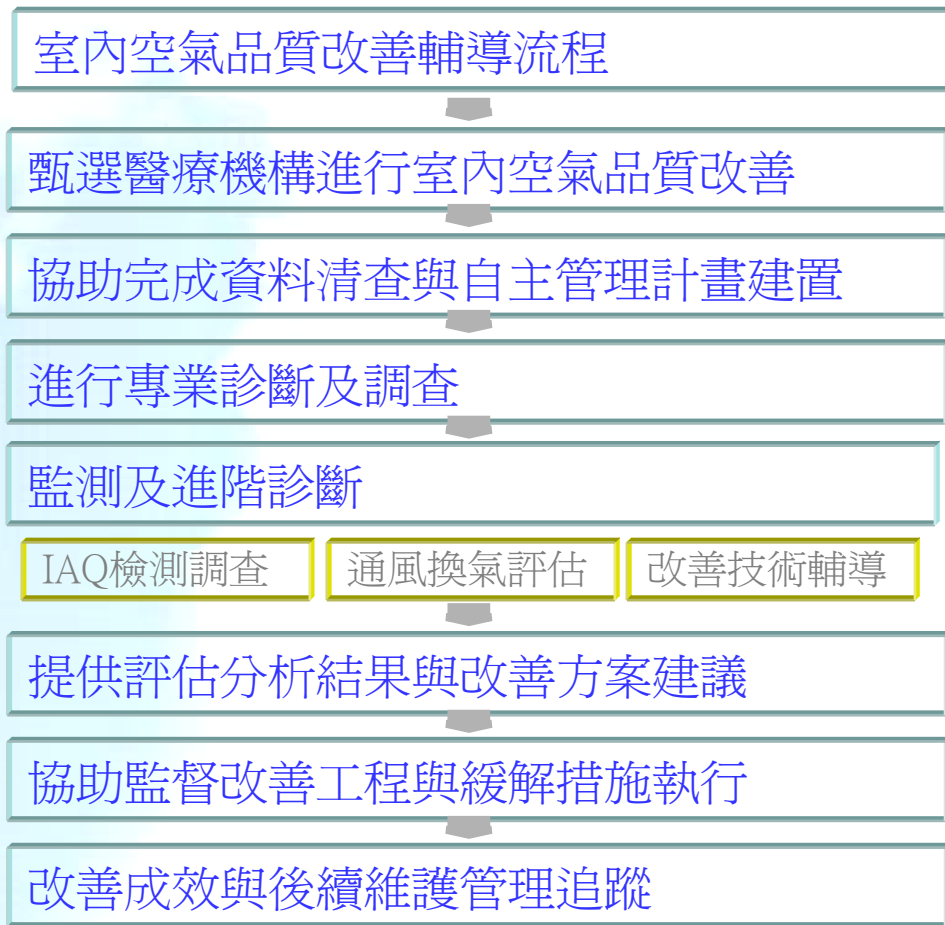 室內空氣品質改善輔導流程
甄選醫療機構進行室內空氣品質改善
協助完成資料清查與自主管理計畫建置
進行專業診斷及調查
監測及進階診斷
IAQ檢測調查
通風換氣評估
改善技術輔導
提供評估分析結果與改善方案建議
協助監督改善工程與緩解措施執行
改善成效與後續維護管理追蹤